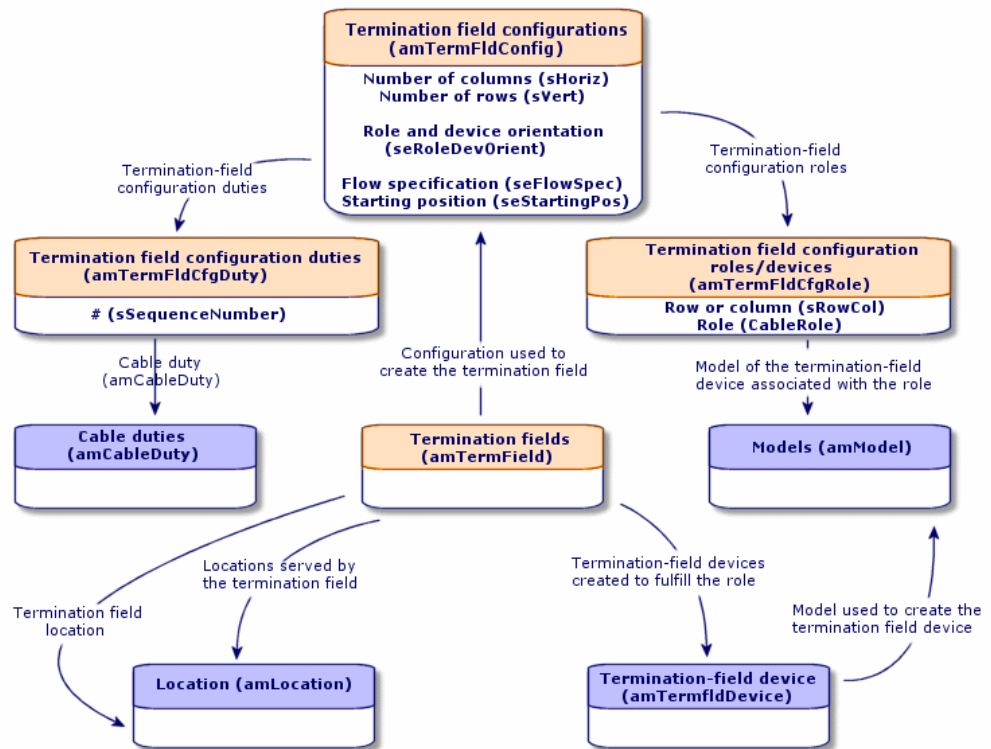 Termination field configurations
(amTermFldConfig)
Number of columns (sHoriz)
Number of rows (sVert)
Role and device orientation
(seRoleDevOrient)
Flow specification (seFlowSpec)
Starting position (seStartingPos)
Termination-field
configuration duties
Termination-field
configuration roles
Termination field configuration duties
(amTermFldCfgDuty)
# (sSequenceNumber)
Termination field configuration
roles/devices
(amTermFldCfgRole)
Row or column (sRowCol)
Role (CableRole)
Cable duty
(amCableDuty)
Configuration used to
create the termination field
Model of the termination-field
device associated with the role
Cable duties
(amCableDuty)
Termination fields
(amTermField)
Models (amModel)
Locations served by
the termination field
Termination-field devices
created to fulfill the role
Termination field
location
Model used to create the
termination field device
Location (amLocation)
Termination-field device
(amTermfldDevice)